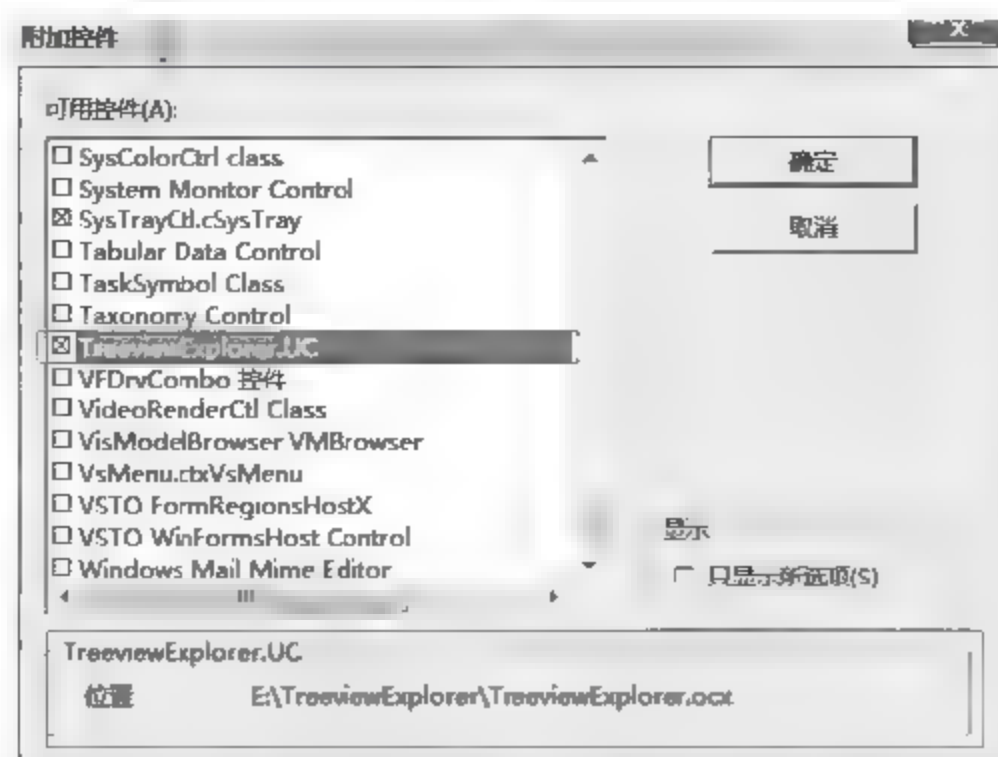 附加控件
可用控件(A):
SysColorCtrl class
System Monitor Control
SysTrayCtl.cSysTray
Tabular Data Control
TaskSymbol Class
Taxonomy Control
TreeviewExplorer.UC
VFDrvCombo 控件
VideoRenderCtl Class
VisModelBrowser VMBrowser
VsMenu.ctxVsMenu
VSTO FormRegionsHostX
VSTO WinFormsHost Control
Windows Mail Mime Editor
确定
取消
显示
只显示所选项(S)
TreeviewExplorer.UC
位置 E:\TreeviewExplorer\TreeviewExplorer.ocx